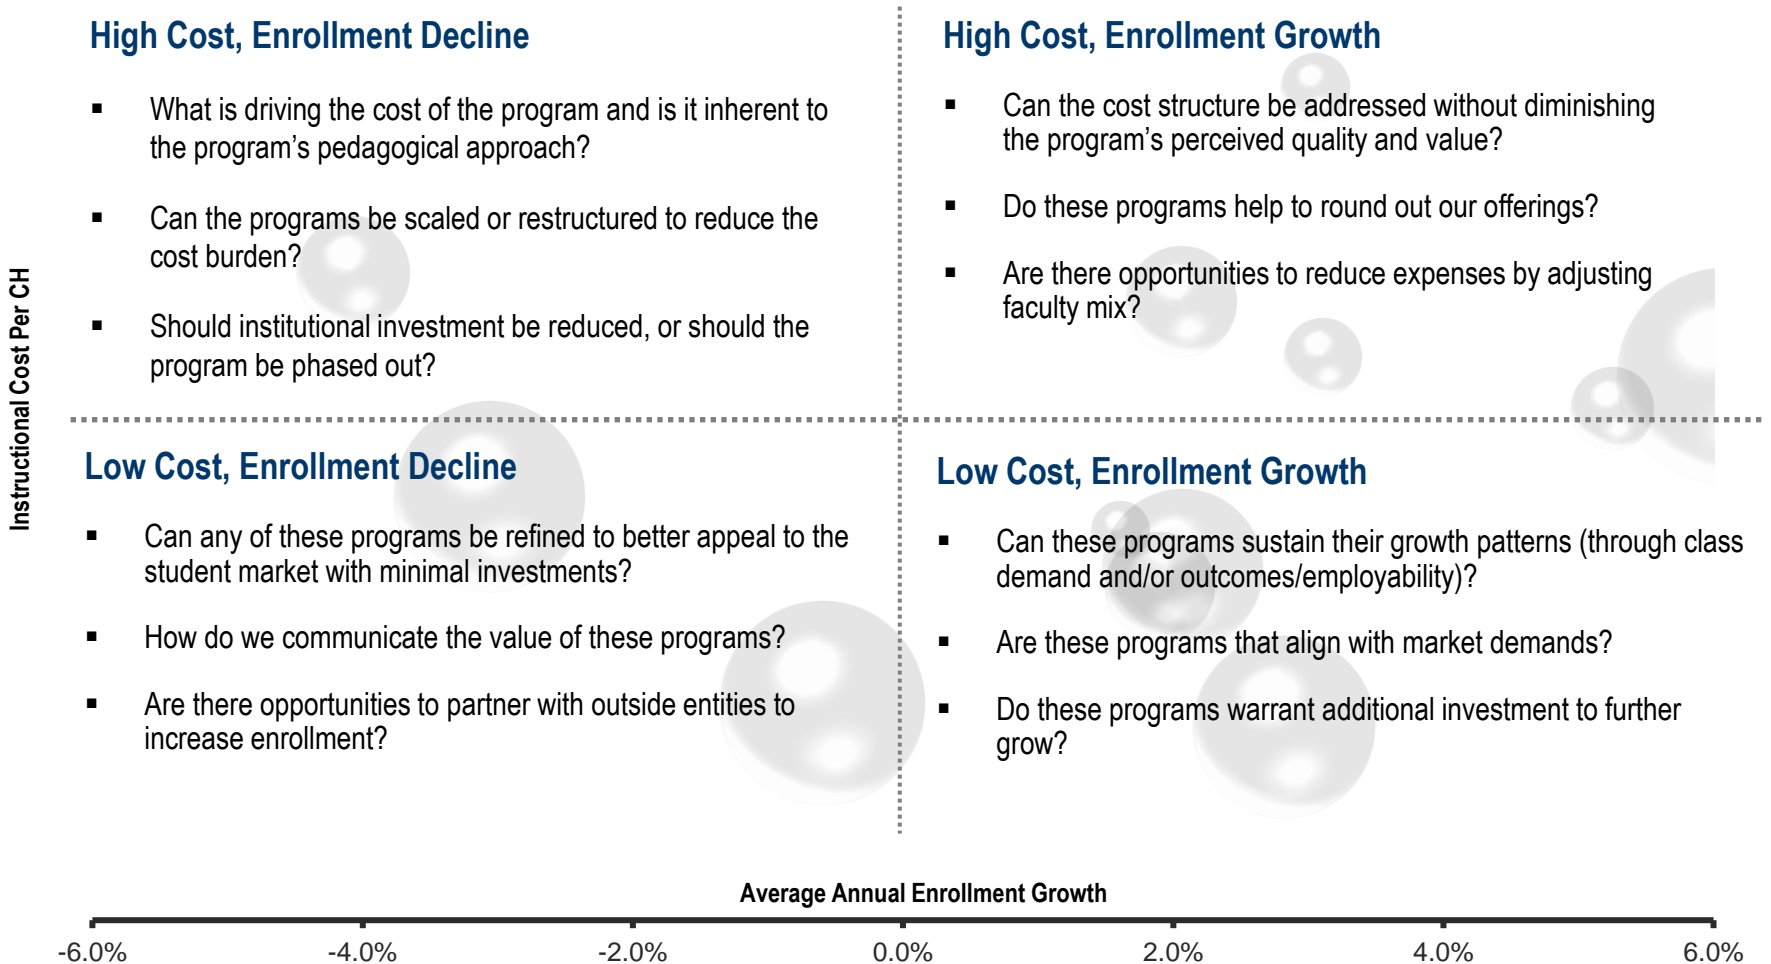 High Cost, Enrollment Decline
▪ What is driving the cost of the program and is it inherent to
the program’s pedagogical approach?
▪ Can the programs be scaled or restructured to reduce the
cost burden?
▪ Should institutional investment be reduced, or should the
program be phased out?
High Cost, Enrollment Growth
▪ Can the cost structure be addressed without diminishing
the program’s perceived quality and value?
▪ Do these programs help to round out our offerings?
▪ Are there opportunities to reduce expenses by adjusting
faculty mix?
Instructional Cost Per CH
Low Cost, Enrollment Decline
▪ Can any of these programs be refined to better appeal to the
student market with minimal investments?
▪ How do we communicate the value of these programs?
▪ Are there opportunities to partner with outside entities to
increase enrollment?
Low Cost, Enrollment Growth
▪ Can these programs sustain their growth patterns (through class
demand and/or outcomes/employability)?
▪ Are these programs that align with market demands?
▪ Do these programs warrant additional investment to further
grow?
Average Annual Enrollment Growth
-6.0% -4.0% -2.0% 0.0% 2.0% 4.0% 6.0%